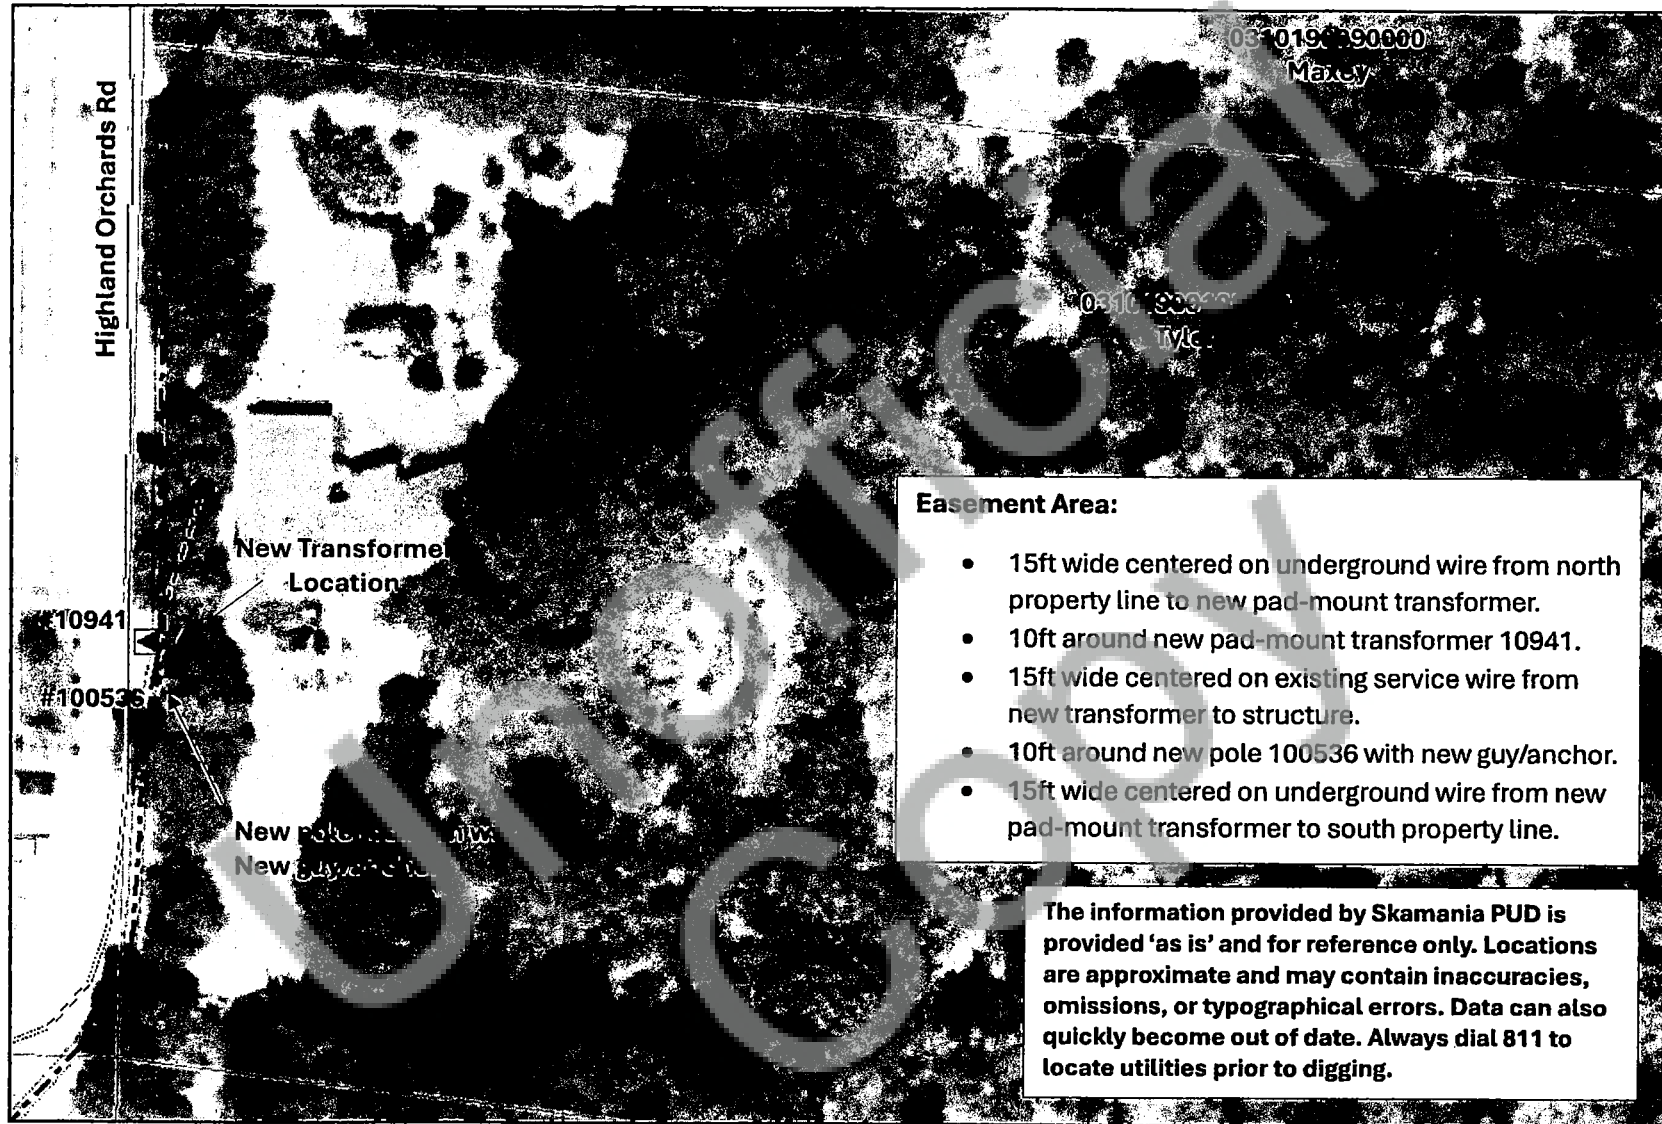 Highland Orchards Rd
Maxey
New Transformer
Location
#10941
#100536
New
New
Easement Area:
• 15ft wide centered on underground wire from north
property line to new pad-mount transformer.
• 10ft around new pad-mount transformer 10941.
• 15ft wide centered on existing service wire from
new transformer to structure.
• 10ft around new pole 100536 with new guy/anchor.
• 15ft wide centered on underground wire from new
pad-mount transformer to south property line.
The information provided by Skamania PUD is
provided ‘as is’ and for reference only. Locations
are approximate and may contain inaccuracies,
omissions, or typographical errors. Data can also
quickly become out of date. Always dial 811 to
locate utilities prior to digging.
Unofficial
Copy